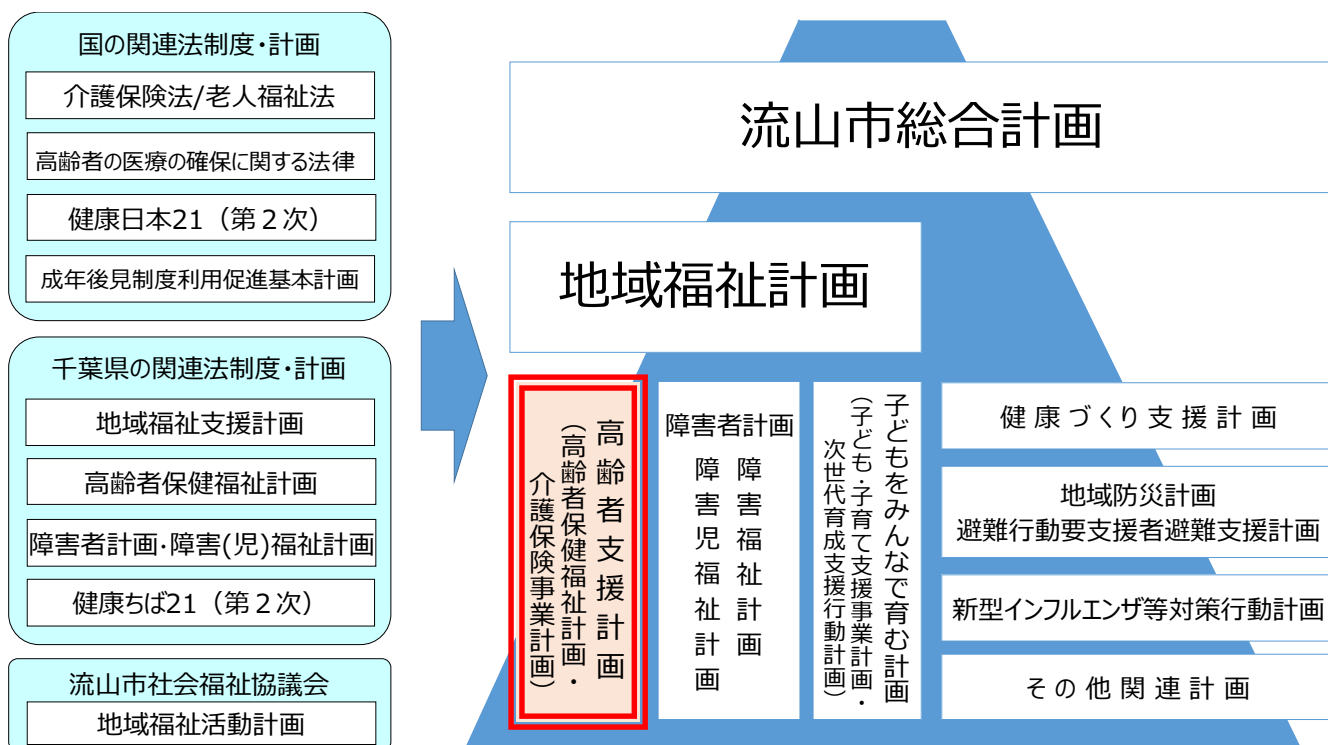 国の関連法制度・計画
介護保険法/老人福祉法
高齢者の医療の確保に関する法律
健康日本21（第２次）
成年後見制度利用促進基本計画
千葉県の関連法制度・計画
地域福祉支援計画
高齢者保健福祉計画
障害者計画・障害(児)福祉計画
健康ちば21（第２次）
流山市社会福祉協議会
地域福祉活動計画
流山市総合計画
地域福祉計画
高齢者支援計画
（高齢者保健福祉計画・
介護保険事業計画）
障害者計画
障害福祉計画
障害児福祉計画
子どもをみんなで育む計画
（子ども・子育て支援事業計画・
次世代育成支援行動計画）
健康づくり支援計画
地域防災計画
避難行動要支援者避難支援計画
新型インフルエンザ等対策行動計画
その他関連計画